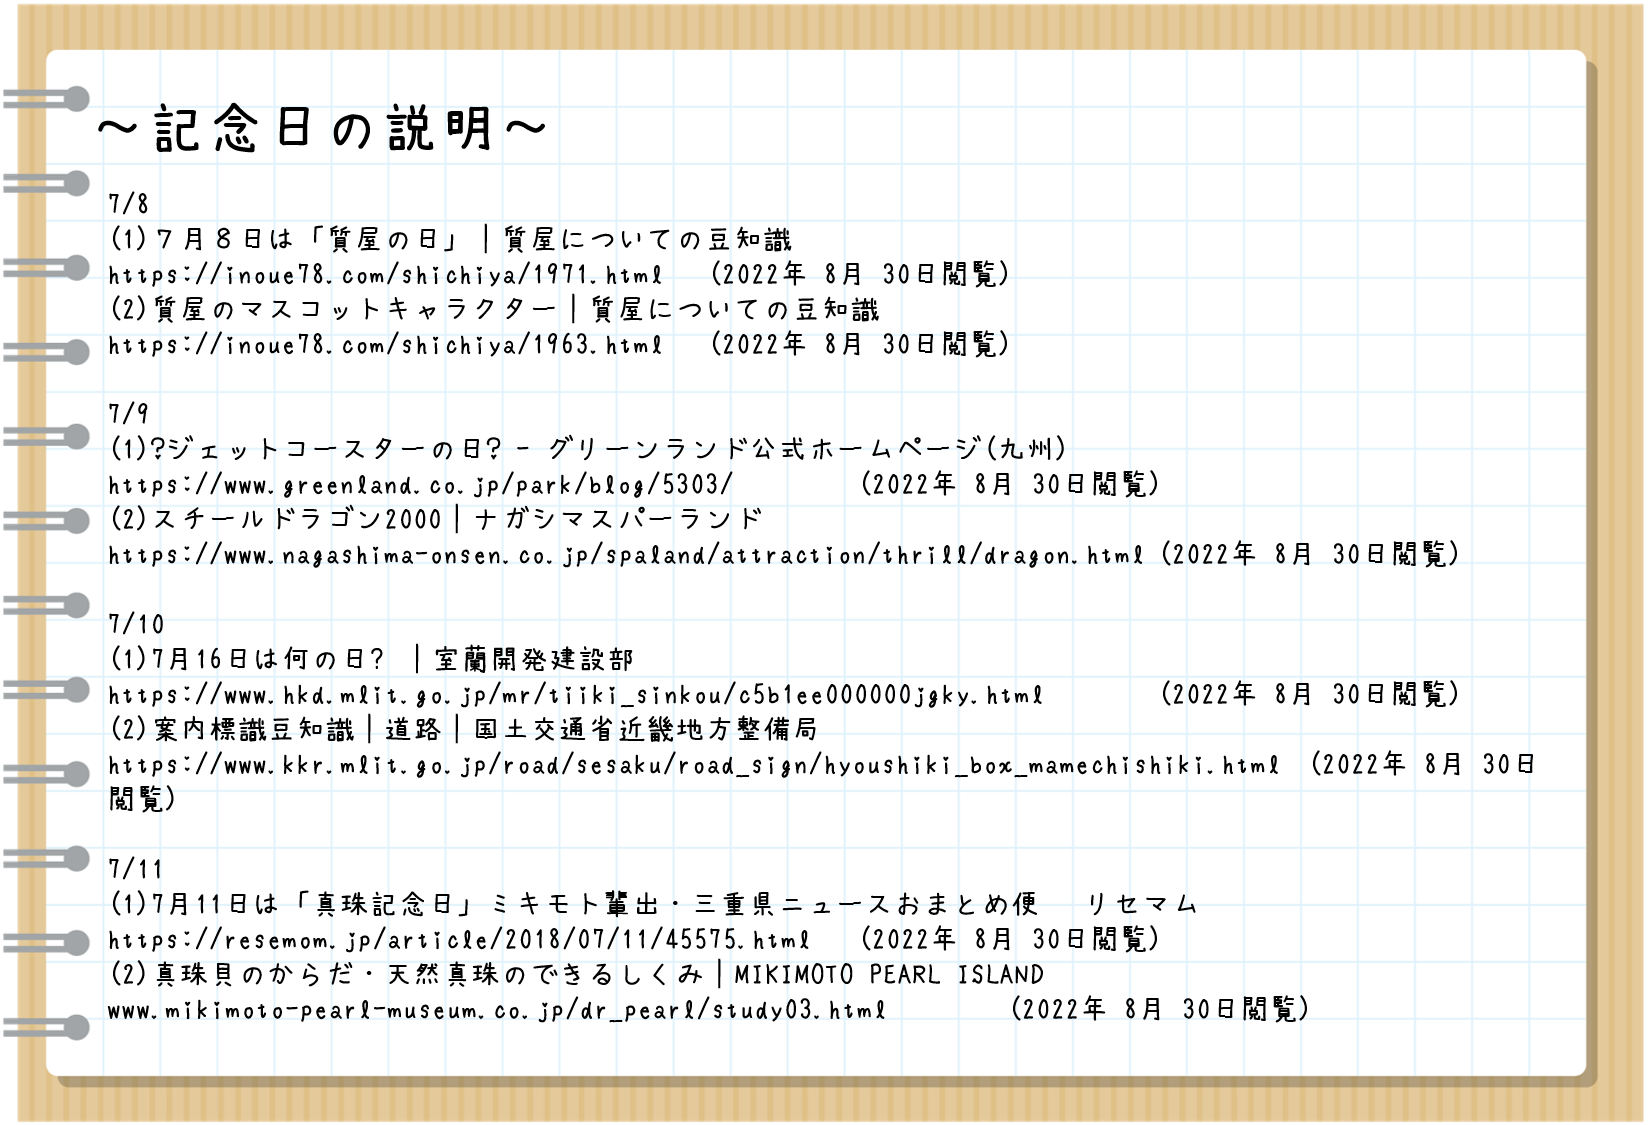 ～記念日の説明～
7/8
(1)７月８日は「質屋の日」｜質屋についての豆知識
https://inoue78.com/shichiya/1971.html (2022年 8月 30日閲覧)
(2)質屋のマスコットキャラクター｜質屋についての豆知識
https://inoue78.com/shichiya/1963.html (2022年 8月 30日閲覧)
7/9
(1)?ジェットコースターの日? - グリーンランド公式ホームページ(九州)
https://www.greenland.co.jp/park/blog/5303/ (2022年 8月 30日閲覧)
(2)スチールドラゴン2000｜ナガシマスパーランド
https://www.nagashima-onsen.co.jp/spaland/attraction/thrill/dragon.html (2022年 8月 30日閲覧)
7/10
(1)7月16日は何の日? ｜室蘭開発建設部
https://www.hkd.mlit.go.jp/mr/tiiki_sinkou/c5b1ee000000jgky.html (2022年 8月 30日閲覧)
(2)案内標識豆知識｜道路｜国土交通省近畿地方整備局
https://www.kkr.mlit.go.jp/road/sesaku/road_sign/hyoushiki_box_mamechishiki.html (2022年 8月 30日
閲覧)
7/11
(1)7月11日は「真珠記念日」ミキモト輩出・三重県ニュースおまとめ便 リセマム
https://resemom.jp/article/2018/07/11/45575.html (2022年 8月 30日閲覧)
(2)真珠貝のからだ・天然真珠のできるしくみ｜MIKIMOTO PEARL ISLAND
www.mikimoto-pearl-museum.co.jp/dr_pearl/study03.html (2022年 8月 30日閲覧)